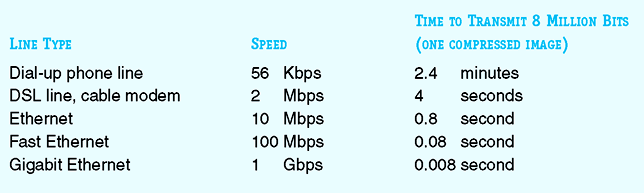 TIME TO TRANSMIT 8 MILLION BITS
LINE TYPE SPEED (ONE COMPRESSED IMAGE)
Dial-up phone line 56 Kbps 2.4 minutes
DSL line, cable modem 2 Mbps 4 seconds
Ethernet 10 Mbps 0.8 second
Fast Ethernet 100 Mbps 0.08 second
Gigabit Ethernet 1 Gbps 0.008 second